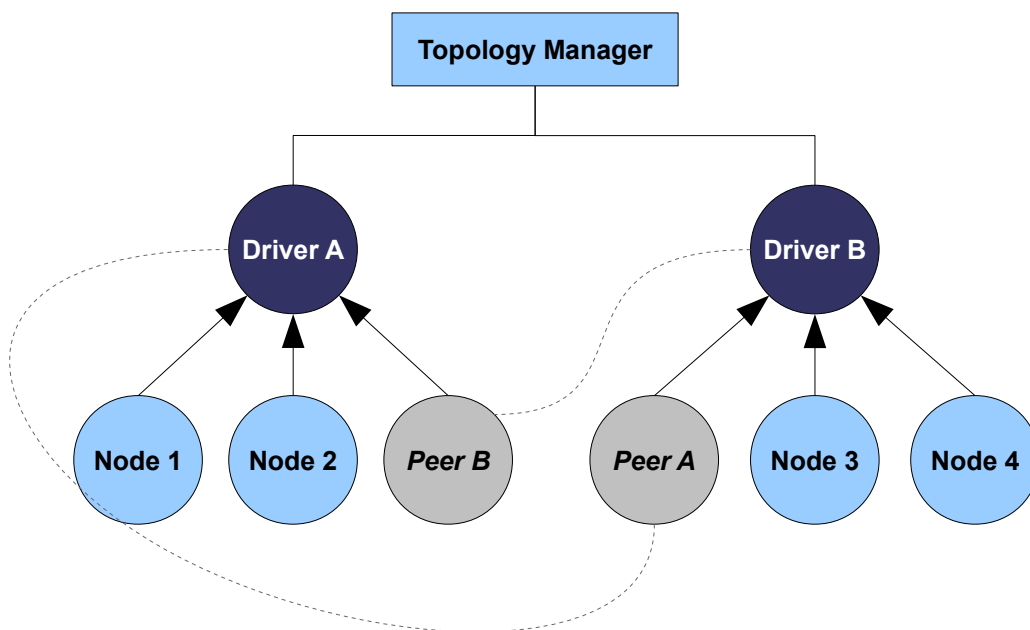 Topology Manager
Driver A
Driver B
Node 1
Node 2
Peer B
Peer A
Node 3
Node 4